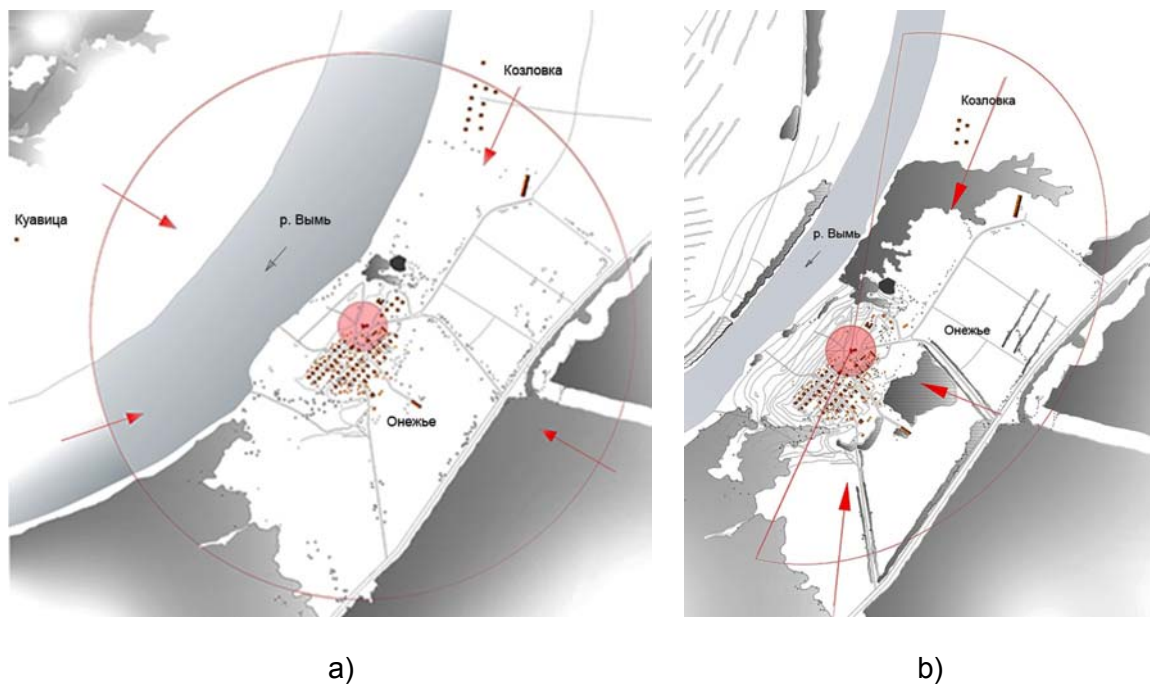 Козловка
Куавица
р. Вымь
Онежье
Козловка
р. Вымь
Онежье
a)
b)